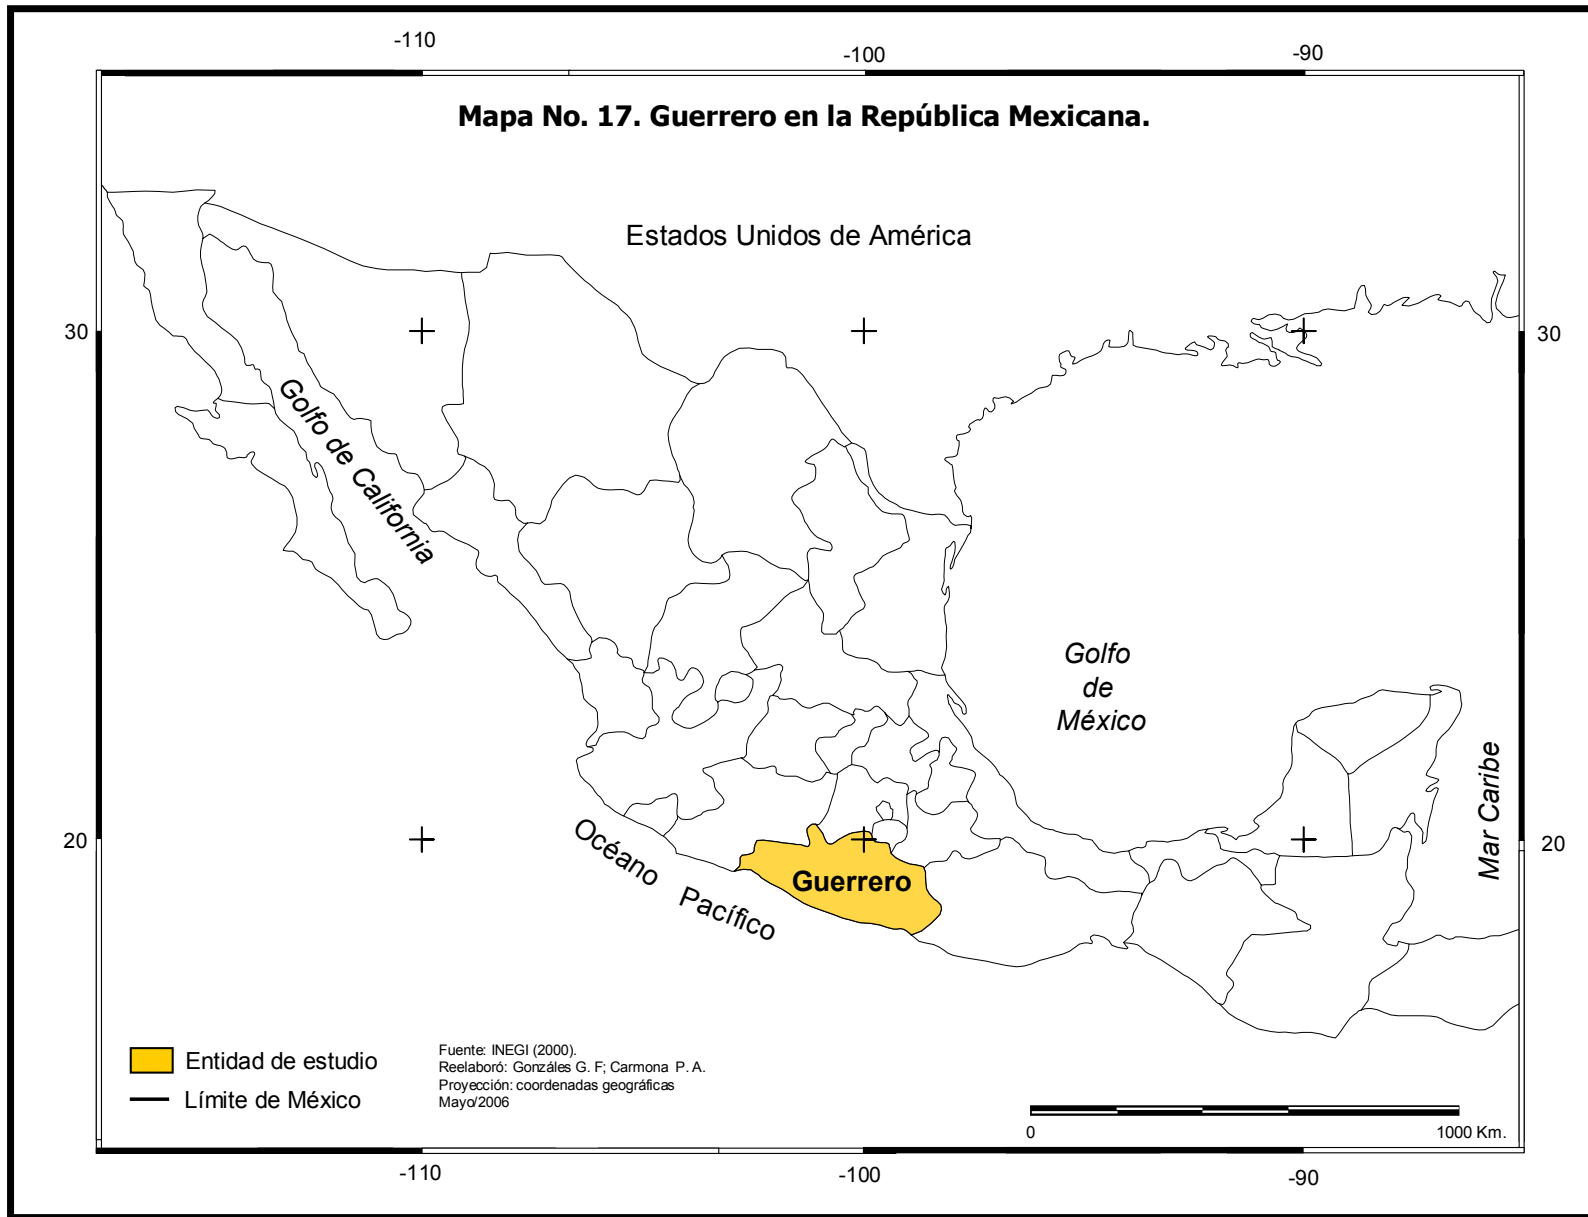 -110
-100
-90
Mapa No. 17. Guerrero en la República Mexicana.
Estados Unidos de América
30
30
Golfo de California
Golfo
de
México
Mar Caribe
20
20
Océano Pacífico
Guerrero
Entidad de estudio
Límite de México
Fuente: INEGI (2000).
Reelaboró: Gonzáles G. F; Carmona P. A.
Proyección: coordenadas geográficas
Mayo/2006
0
1000 Km.
-110
-100
-90